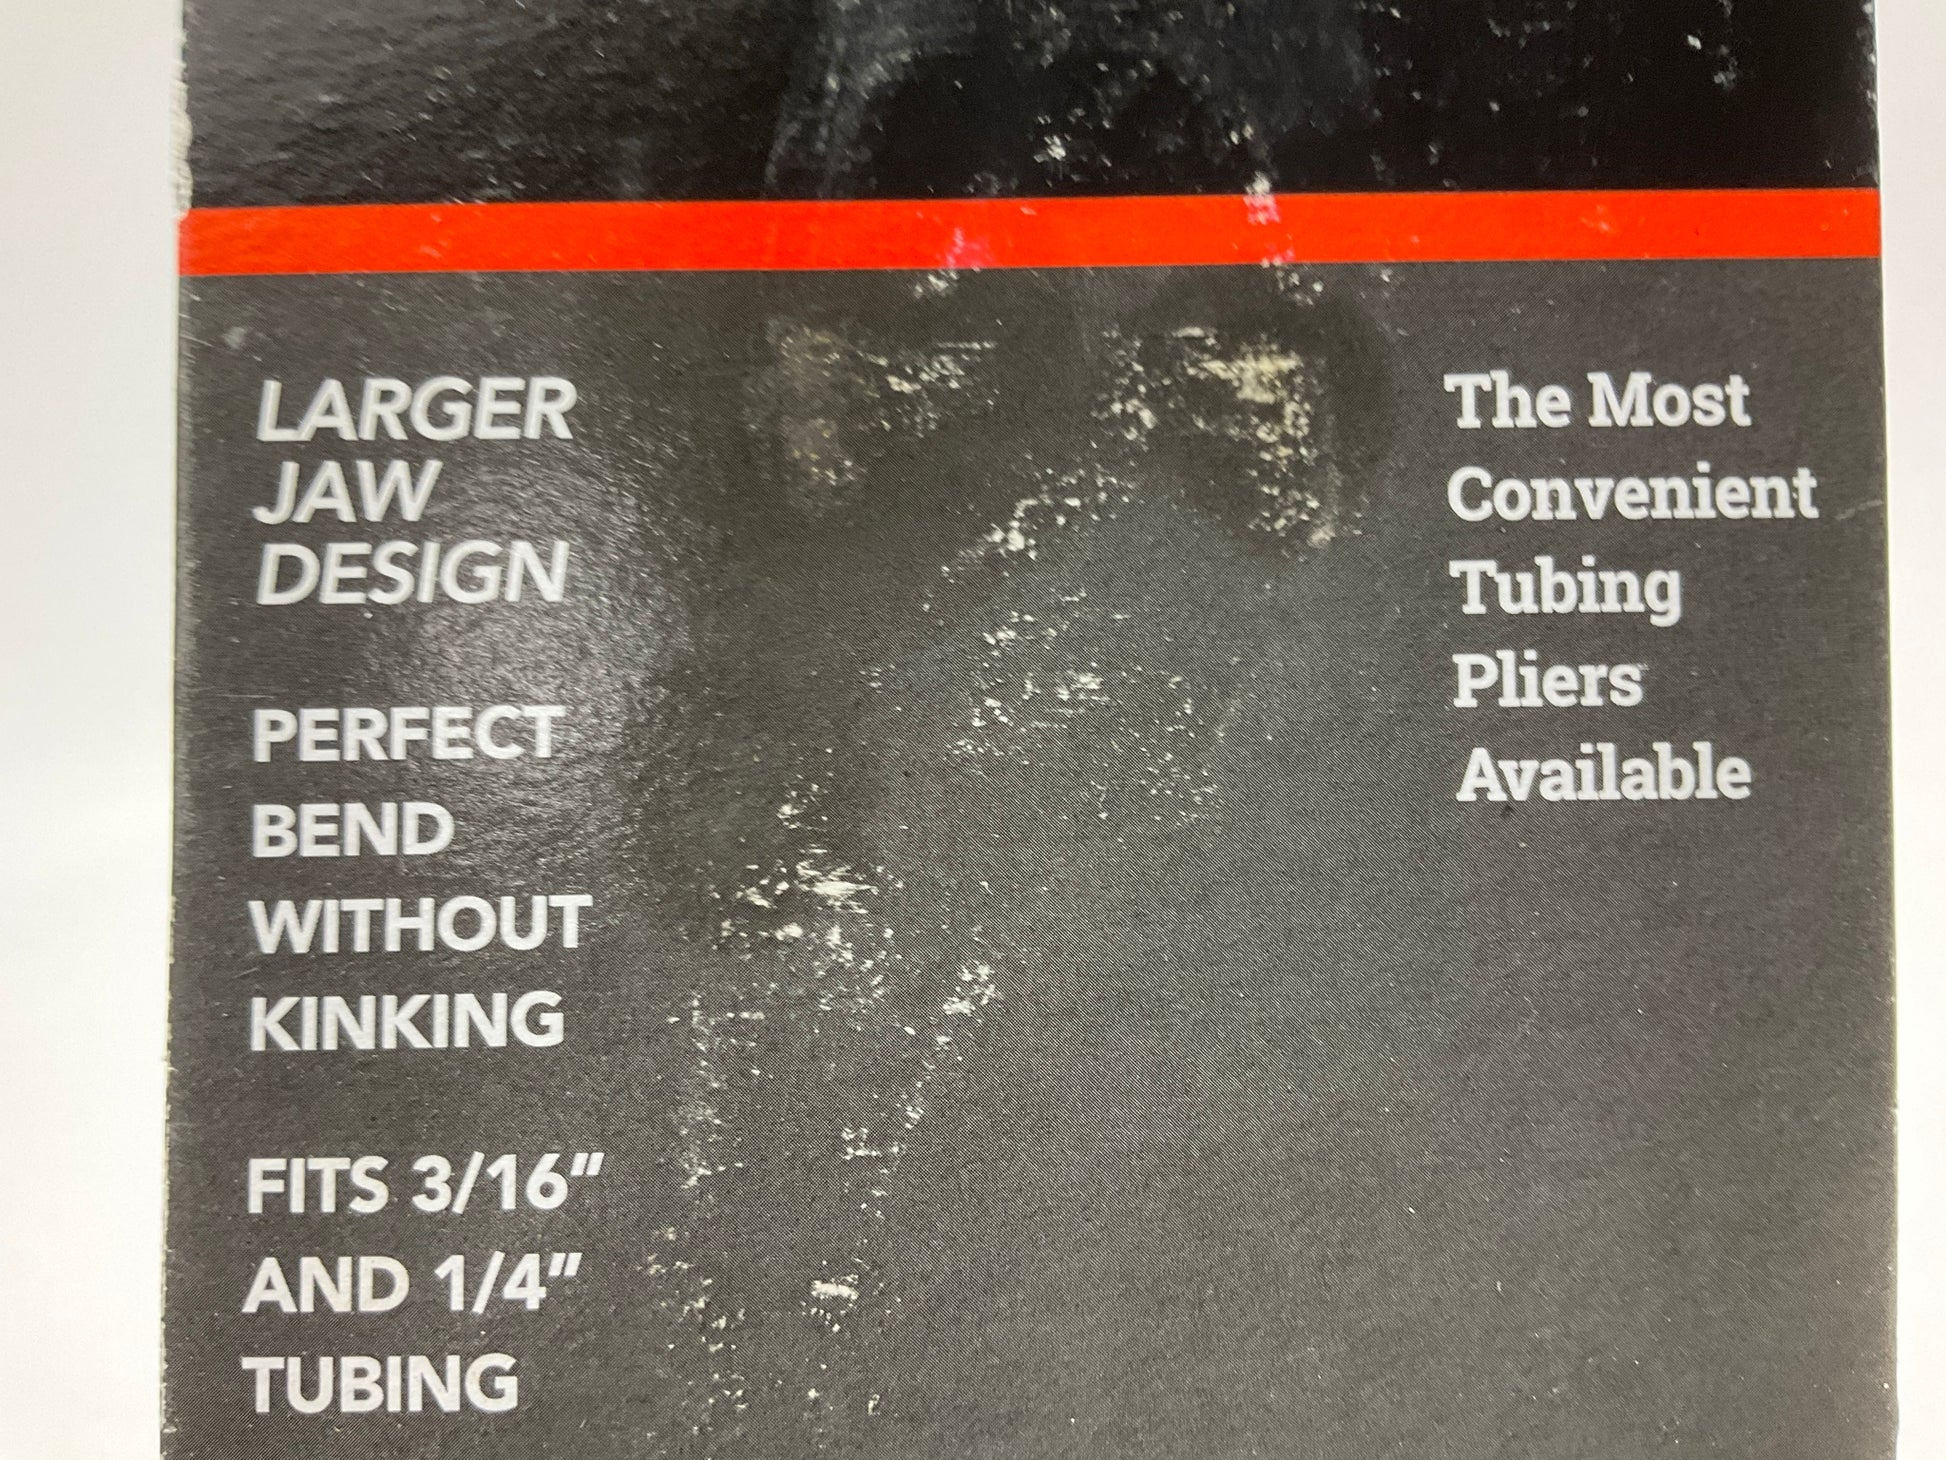 LARGER
JAW
DESIGN
PERFECT
BEND
WITHOUT
KINKING
FITS 3/16"
AND 1/4"
TUBING
The Most
Convenient
Tubing
Pliers
Available